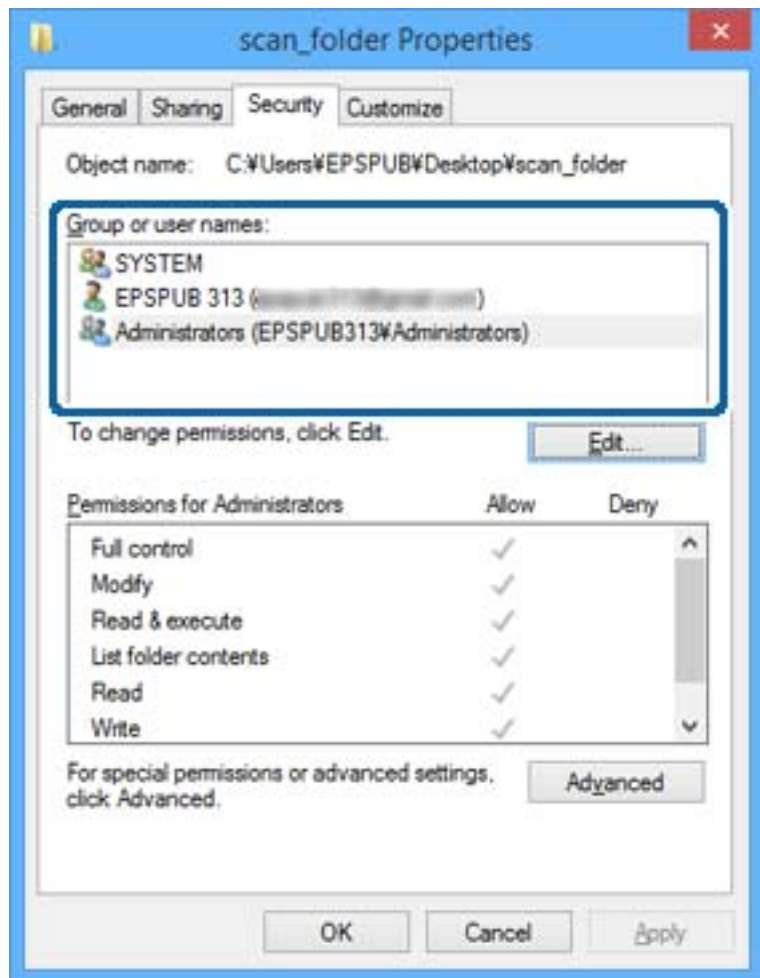 scan_folder Properties
General Sharing Security Customize
Object name: C:¥Users¥EPSPUB¥Desktop¥scan_folder
Group or user names:
SYSTEM
EPSPUB 313 ( )
Administrators (EPSPUB313¥Administrators)
To change permissions, click Edit.
Edit...
Permissions for Administrators Allow Deny
Full control
Modify
Read & execute
List folder contents
Read
Write
For special permissions or advanced settings,
click Advanced.
Advanced
OK Cancel Apply